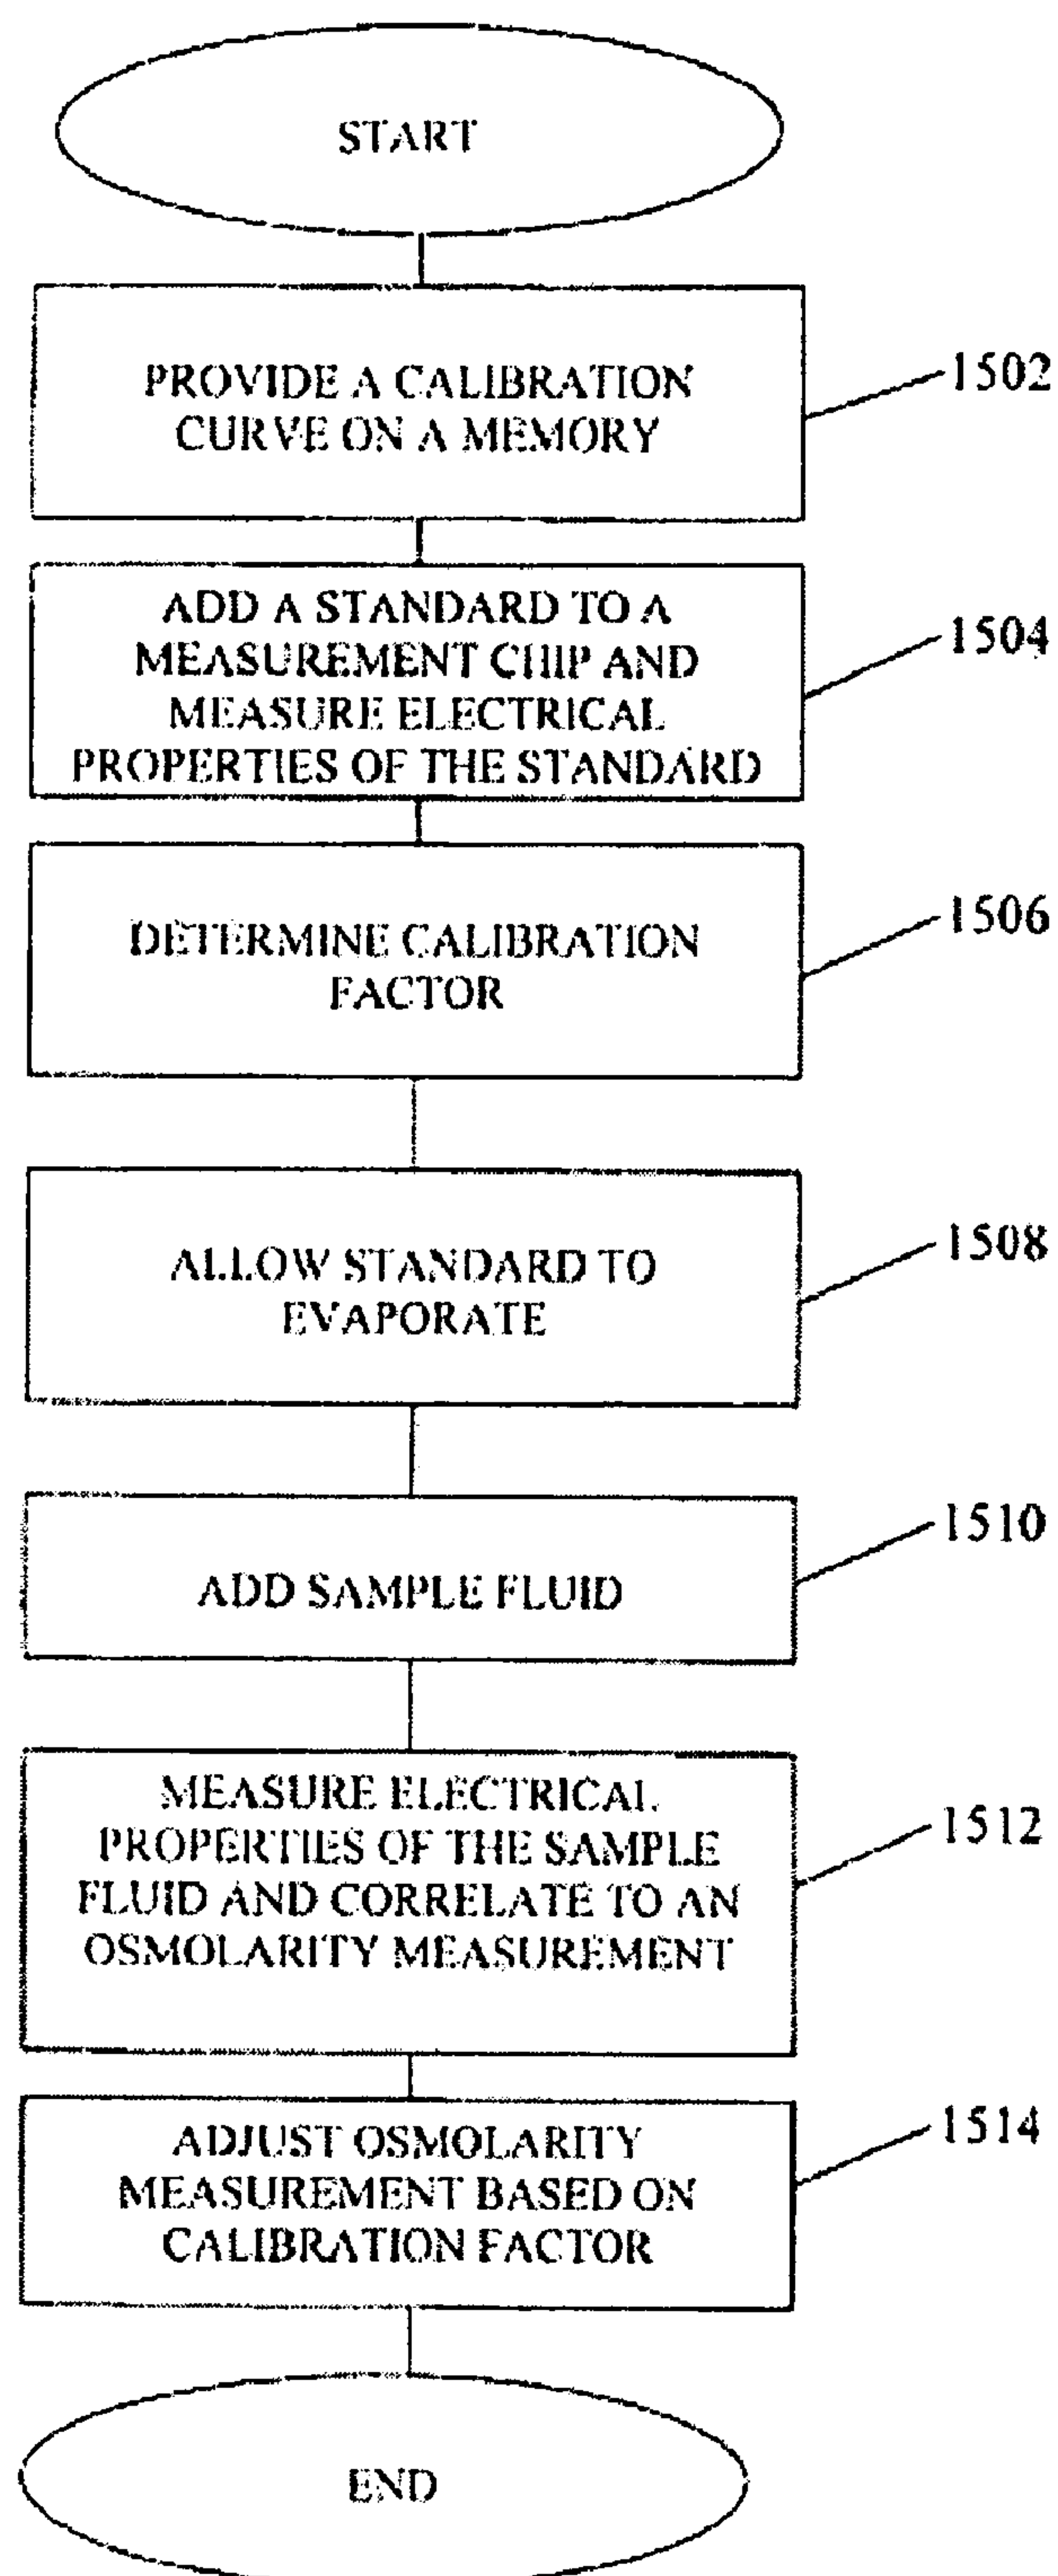 START
PROVIDE A CALIBRATION
CURVE ON A MEMORY
1502
ADD A STANDARD TO A
MEASUREMENT CHIP AND
MEASURE ELECTRICAL
PROPERTIES OF THE STANDARD
1504
DETERMINE CALIBRATION
FACTOR
1506
ALLOW STANDARD TO
EVAPORATE
1508
ADD SAMPLE FLUID
1510
MEASURE ELECTRICAL
PROPERTIES OF THE SAMPLE
FLUID AND CORRELATE TO AN
OSMOLARITY MEASUREMENT
1512
ADJUST OSMOLARITY
MEASUREMENT BASED ON
CALIBRATION FACTOR
1514
END